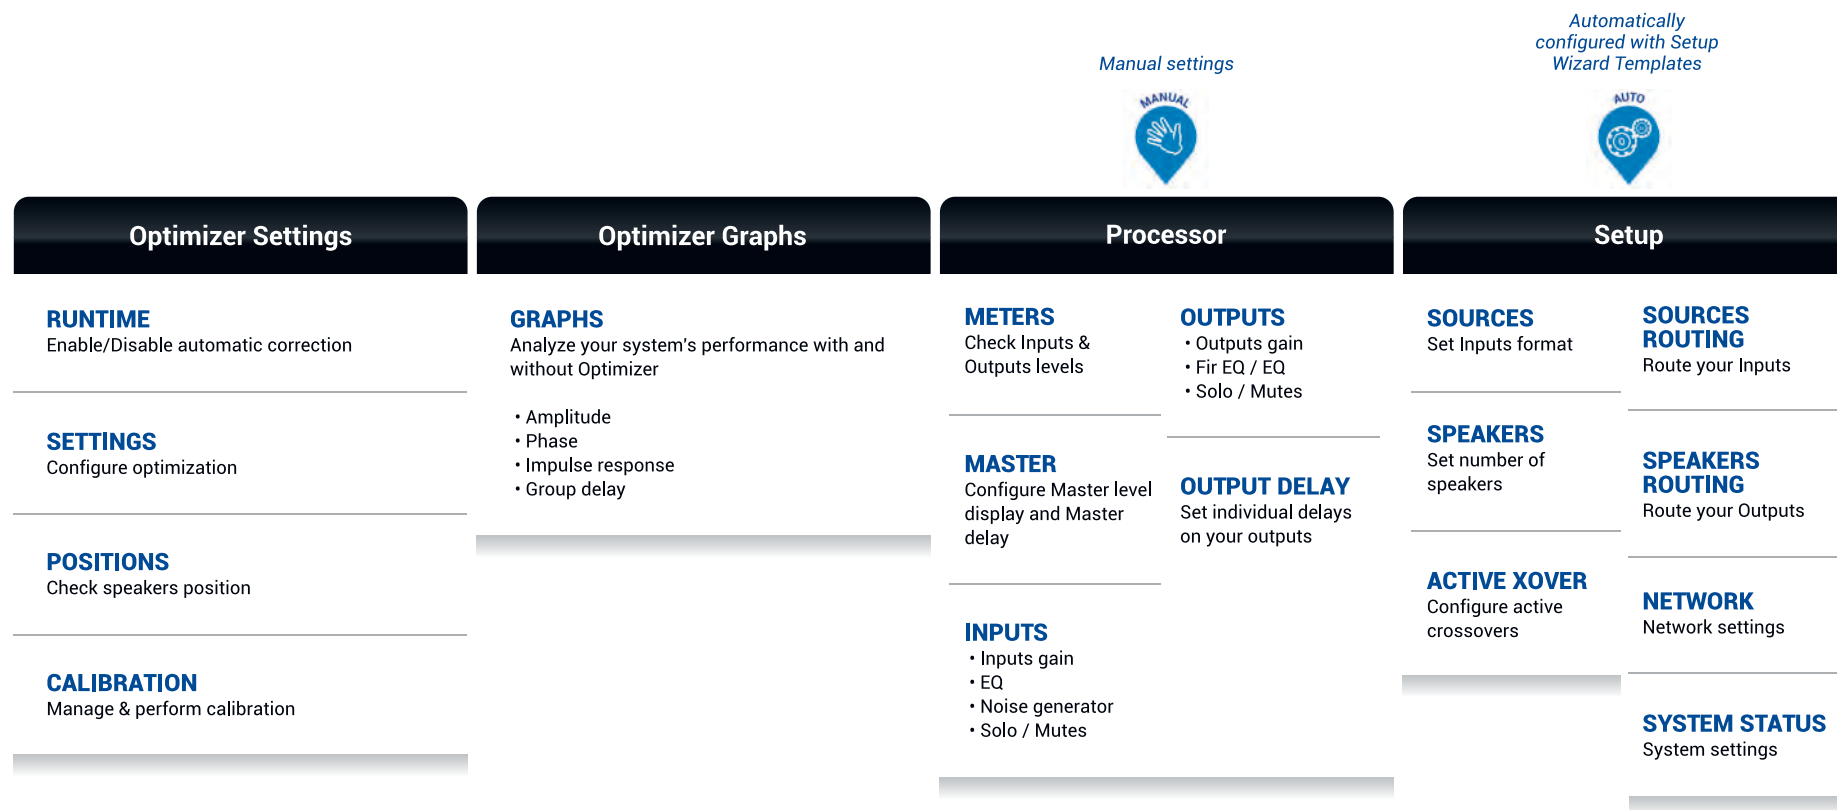 Manual settings
MANUAL
Automatically
configured with Setup
Wizard Templates
AUTO
Optimizer Settings
RUNTIME
Enable/Disable automatic correction
SETTINGS
Configure optimization
POSITIONS
Check speakers position
CALIBRATION
Manage & perform calibration
Optimizer Graphs
GRAPHS
Analyze your system's performance with and
without Optimizer
• Amplitude
• Phase
• Impulse response
• Group delay
Processor
METERS
Check Inputs &
Outputs levels
MASTER
Configure Master level
display and Master
delay
INPUTS
• Inputs gain
• EQ
• Noise generator
• Solo / Mutes
OUTPUTS
• Outputs gain
• Fir EQ / EQ
• Solo / Mutes
OUTPUT DELAY
Set individual delays
on your outputs
Setup
SOURCES
Set Inputs format
SPEAKERS
Set number of
speakers
ACTIVE XOVER
Configure active
crossovers
SOURCES
ROUTING
Route your Inputs
SPEAKERS
ROUTING
Route your Outputs
NETWORK
Network settings
SYSTEM STATUS
System settings